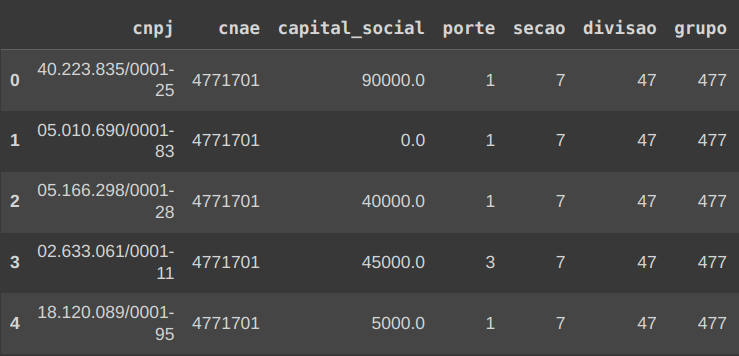 cnpj cnae capital_social porte secao divisao grupo
0 40.223.835/0001-25 4771701 90000.0 1 7 47 477
1 05.010.690/0001-83 4771701 0.0 1 7 47 477
2 05.166.298/0001-28 4771701 40000.0 1 7 47 477
3 02.633.061/0001-11 4771701 45000.0 3 7 47 477
4 18.120.089/0001-95 4771701 5000.0 1 7 47 477